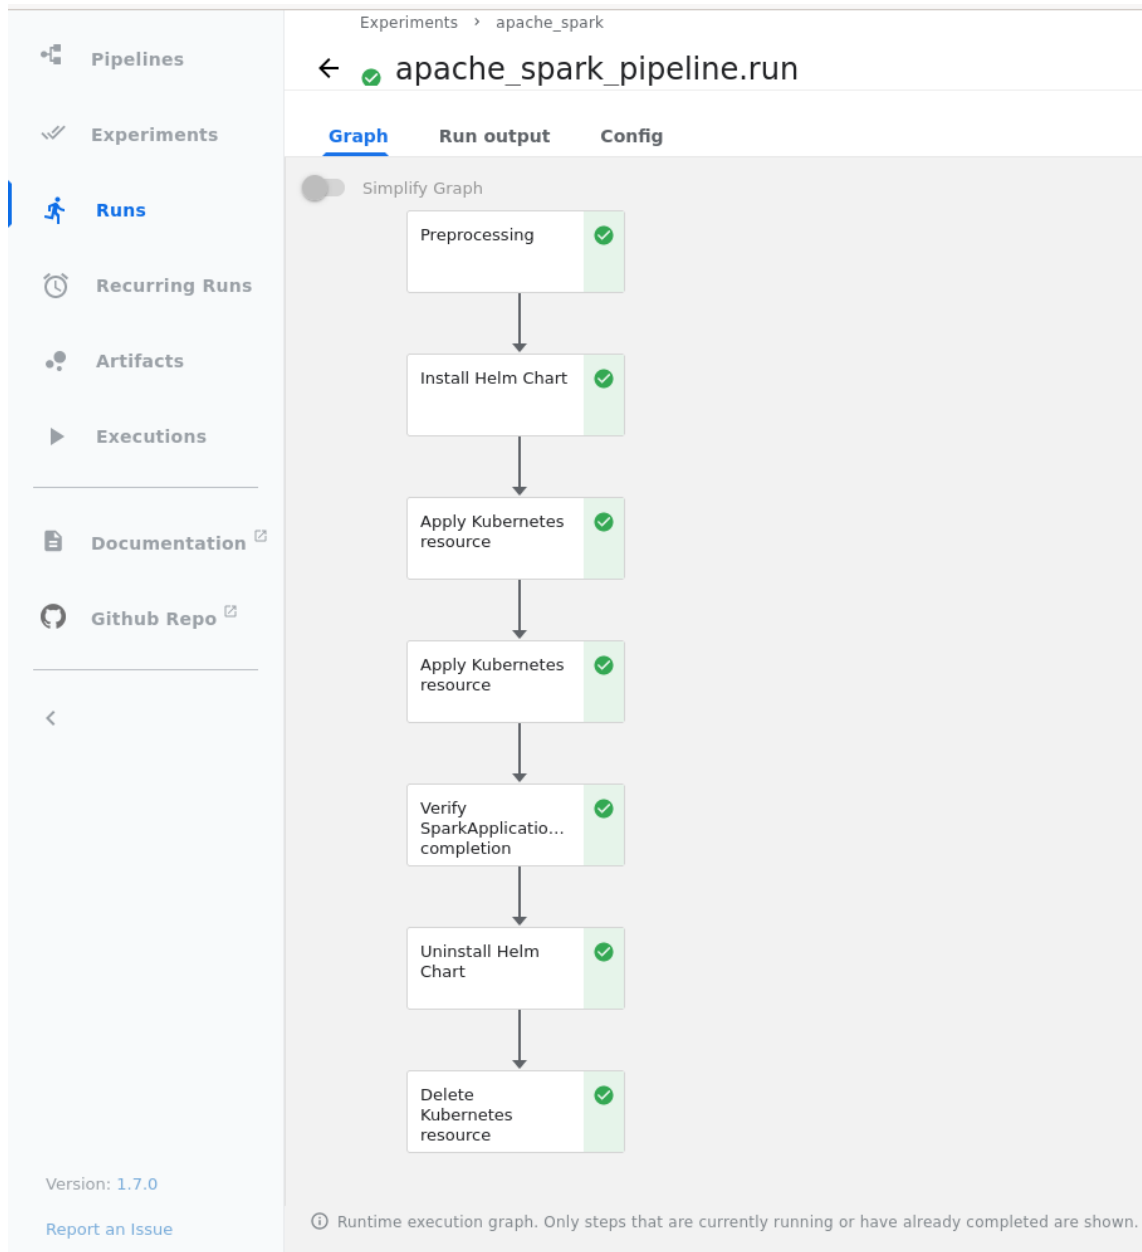 Experiments > apache_spark
apache_spark_pipeline.run
Pipelines
Experiments
Runs
Recurring Runs
Artifacts
Executions
Documentation
Github Repo
Version: 1.7.0
Report an Issue
Graph Run output Config
Simplify Graph
Preprocessing
Install Helm Chart
Apply Kubernetes
resource
Apply Kubernetes
resource
Verify
SparkApplicatio...
completion
Uninstall Helm
Chart
Delete
Kubernetes
resource
Runtime execution graph. Only steps that are currently running or have already completed are shown.